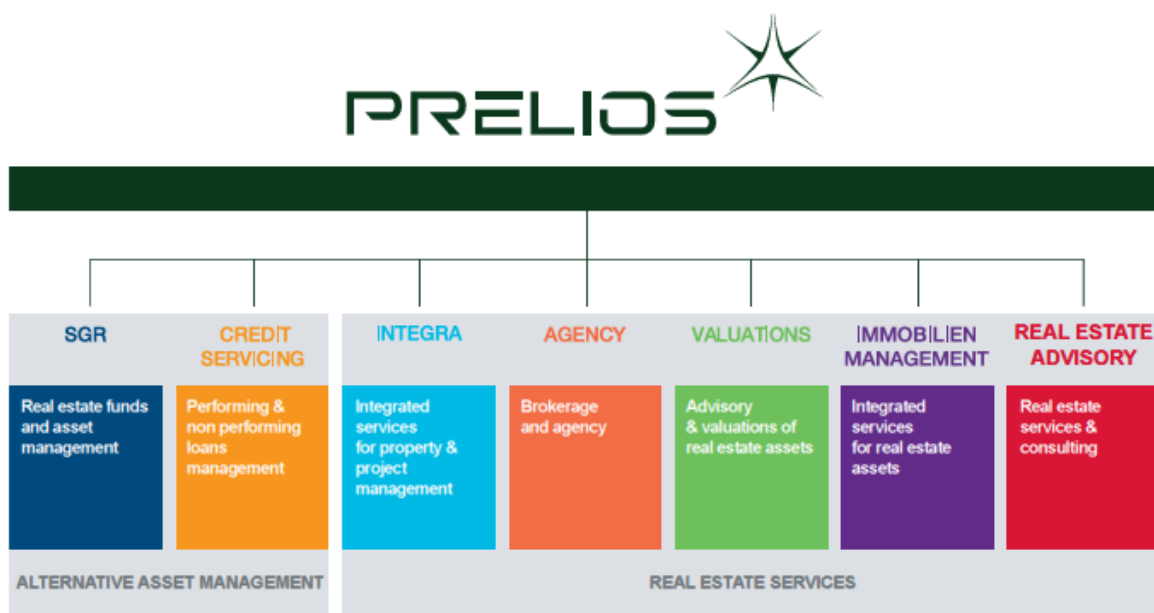 PRELIOS
SGR
Real estate funds
and asset
management
CREDIT
SERVICING
Performing &
non performing
loans
management
ALTERNATIVE ASSET MANAGEMENT
INTEGRA
Integrated
services
for property &
project
management
AGENCY
Brokerage
and agency
VALUATIONS
Advisory
& valuations of
real estate assets
IMMOBILIEN
MANAGEMENT
Integrated
services
for real estate
assets
REAL ESTATE
ADVISORY
Real estate
services &
consulting
REAL ESTATE SERVICES